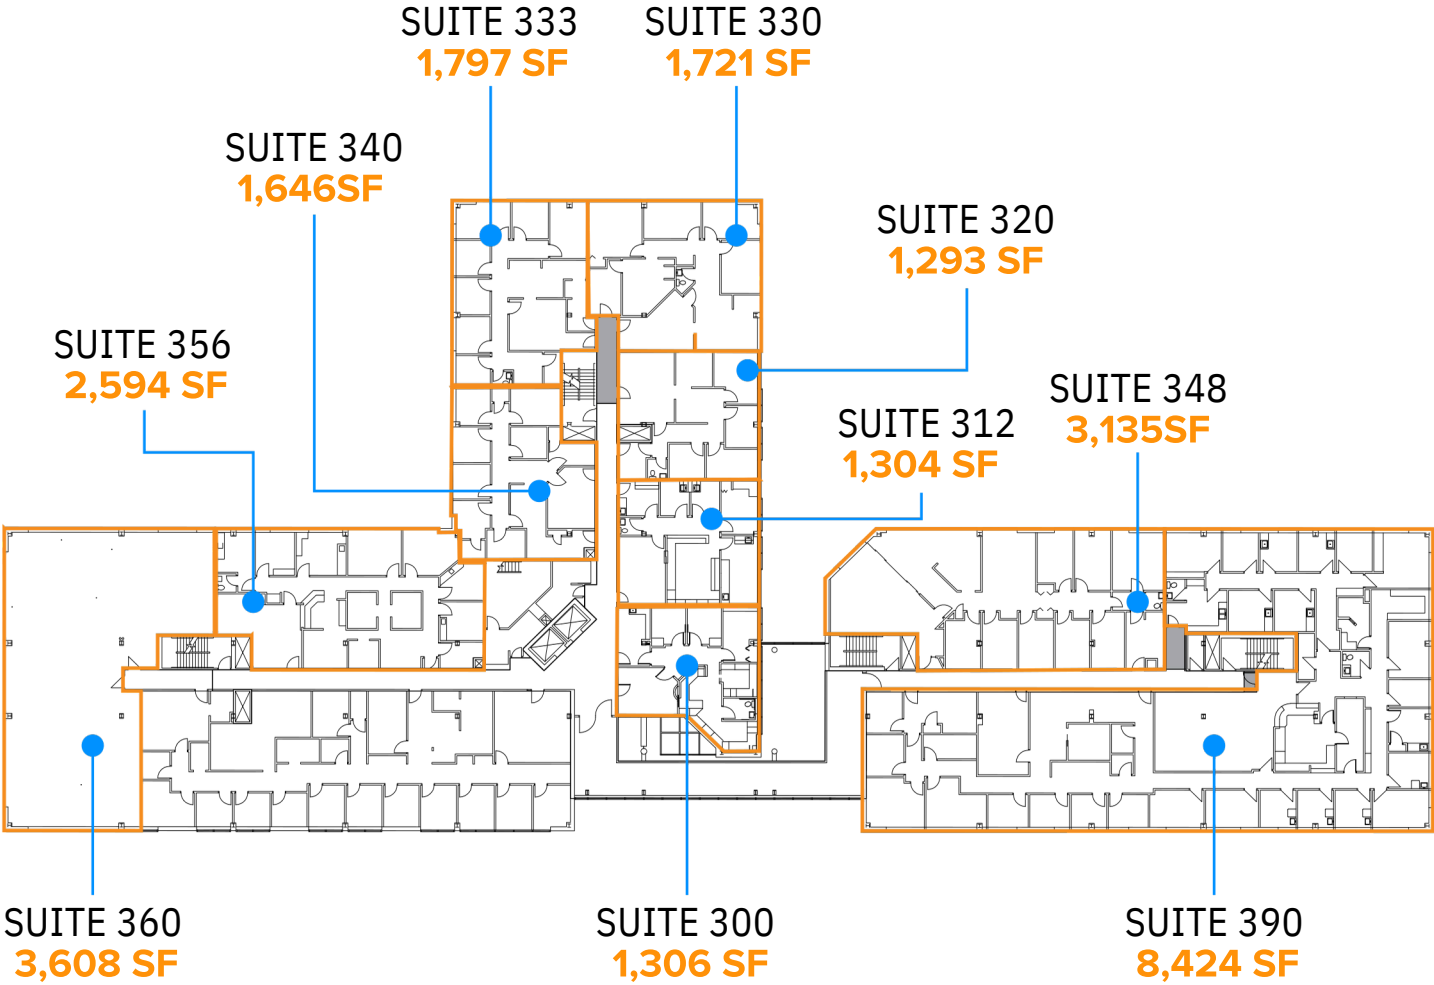 SUITE 333
1,797 SF
SUITE 330
1,721 SF
SUITE 340
1,646SF
SUITE 320
1,293 SF
SUITE 356
2,594 SF
SUITE 348
3,135SF
SUITE 312
1,304 SF
SUITE 360
3,608 SF
SUITE 300
1,306 SF
SUITE 390
8,424 SF